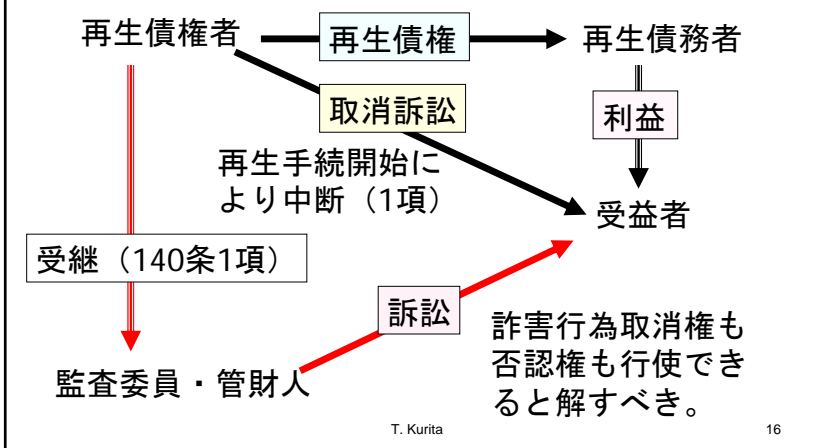 再生債権者
再生債権
再生債務者
取消訴訟
利益
再生手続開始に
より中断（1項）
受益者
受継（140条1項）
訴訟
詐害行為取消権も
否認権も行使でき
ると解すべき。
監査委員・管財人
T. Kurita
16